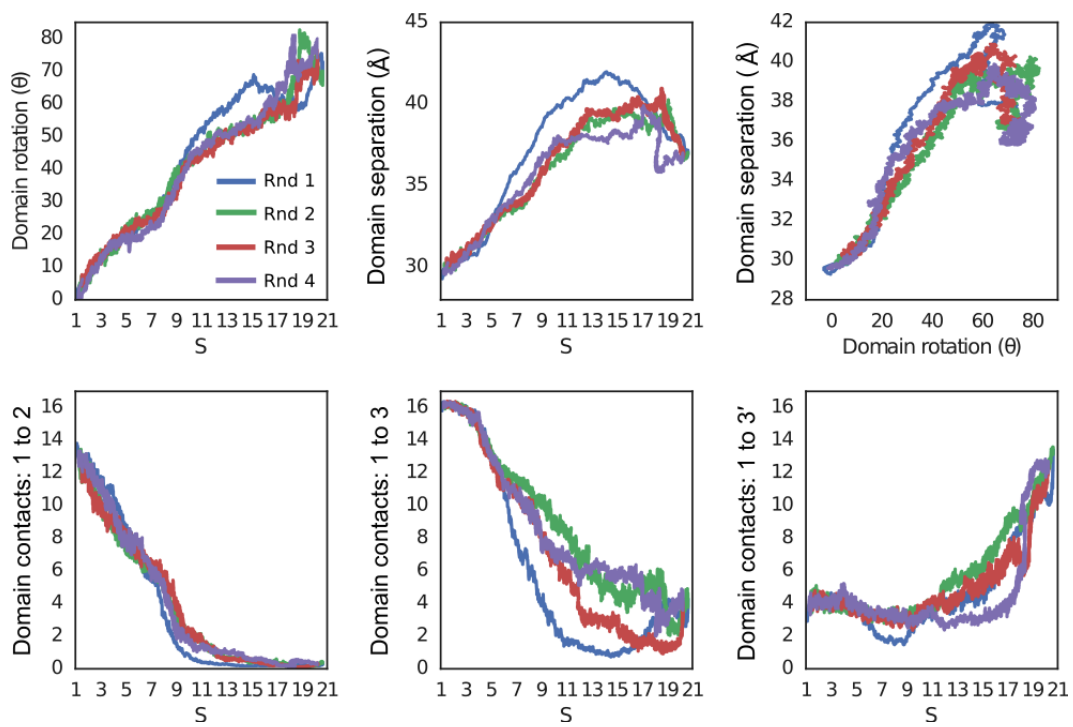 Domain rotation (θ)
80
70
60
50
40
30
20
10
0
1 3 5 7 9 11 13 15 17 19 21
S
Rnd 1
Rnd 2
Rnd 3
Rnd 4
Domain separation (Å)
45
40
35
30
1 3 5 7 9 11 13 15 17 19 21
S
Domain separation ( Å)
42
40
38
36
34
32
30
28
0 20 40 60 80
Domain rotation (θ)
Domain contacts: 1 to 2
16
14
12
10
8
6
4
2
0
1 3 5 7 9 11 13 15 17 19 21
S
Domain contacts: 1 to 3
16
14
12
10
8
6
4
2
0
1 3 5 7 9 11 13 15 17 19 21
S
Domain contacts: 1 to 3′
16
14
12
10
8
6
4
2
0
1 3 5 7 9 11 13 15 17 19 21
S